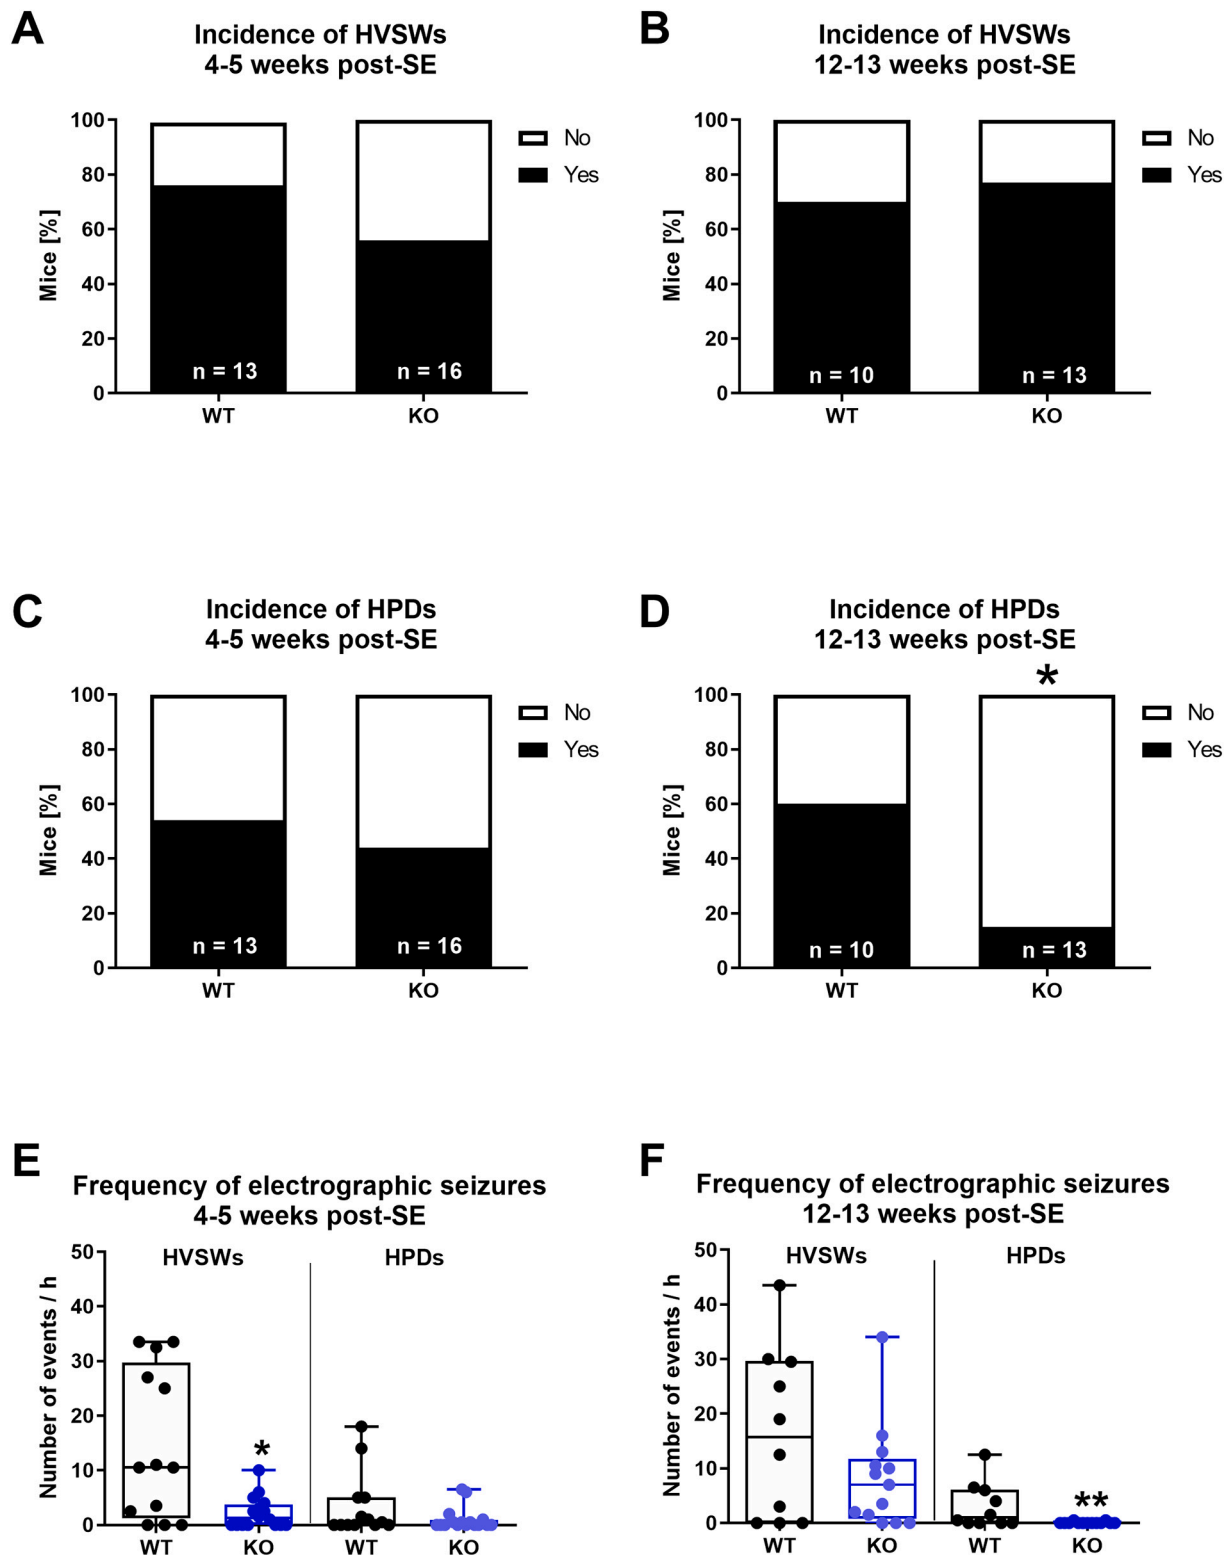 A
Incidence of HVSWs
4-5 weeks post-SE
Mice [%]
100
80
60
40
20
0
n = 13
n = 16
WT
KO
No
Yes
B
Incidence of HVSWs
12-13 weeks post-SE
Mice [%]
100
80
60
40
20
0
n = 10
n = 13
WT
KO
No
Yes
C
Incidence of HPDs
4-5 weeks post-SE
Mice [%]
100
80
60
40
20
0
n = 13
n = 16
WT
KO
No
Yes
D
Incidence of HPDs
12-13 weeks post-SE
*
Mice [%]
100
80
60
40
20
0
n = 10
n = 13
WT
KO
No
Yes
E
Frequency of electrographic seizures
4-5 weeks post-SE
HVSWs
HPDs
Number of events / h
50
40
30
20
10
0
*
WT
KO
WT
KO
F
Frequency of electrographic seizures
12-13 weeks post-SE
HVSWs
HPDs
Number of events / h
50
40
30
20
10
0
**
WT
KO
WT
KO